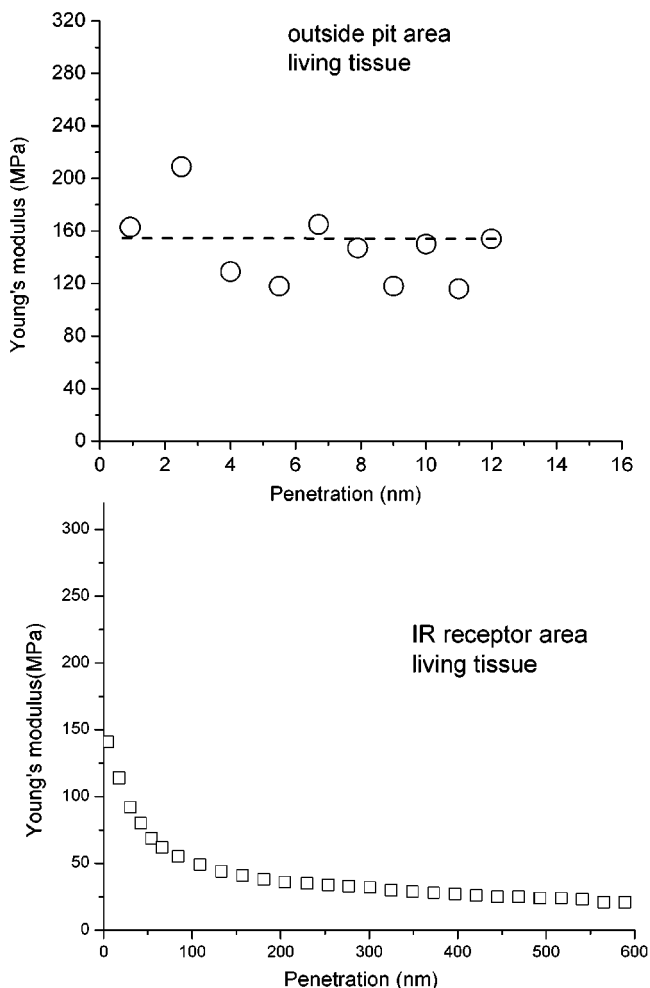 320
280
240
200
160
120
80
40
0
Young's modulus (MPa)
outside pit area
living tissue
0 2 4 6 8 10 12 14 16
Penetration (nm)
300
250
200
150
100
50
0
Young's modulus(MPa)
IR receptor area
living tissue
0 100 200 300 400 500 600
Penetration (nm)